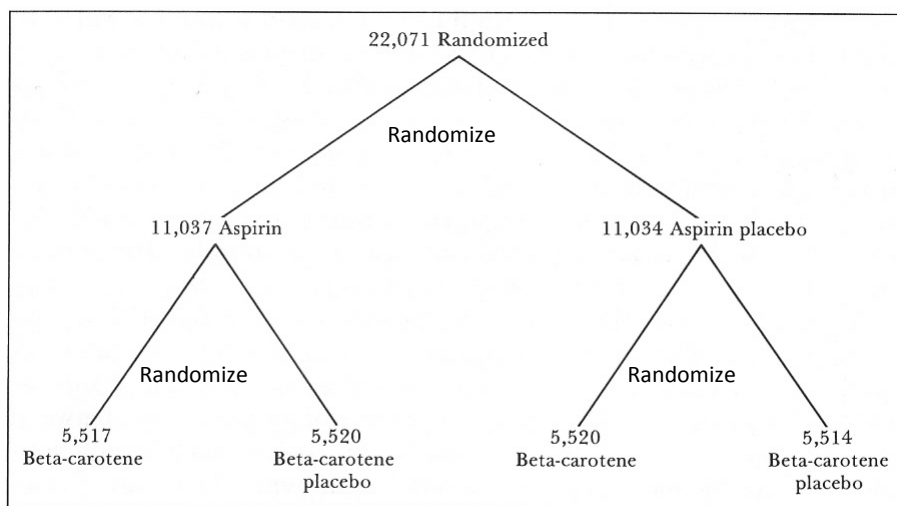 22,071 Randomized
Randomize
11,037 Aspirin
11,034 Aspirin placebo
Randomize
Randomize
5,517
Beta-carotene
5,520
Beta-carotene
placebo
5,520
Beta-carotene
5,514
Beta-carotene
placebo